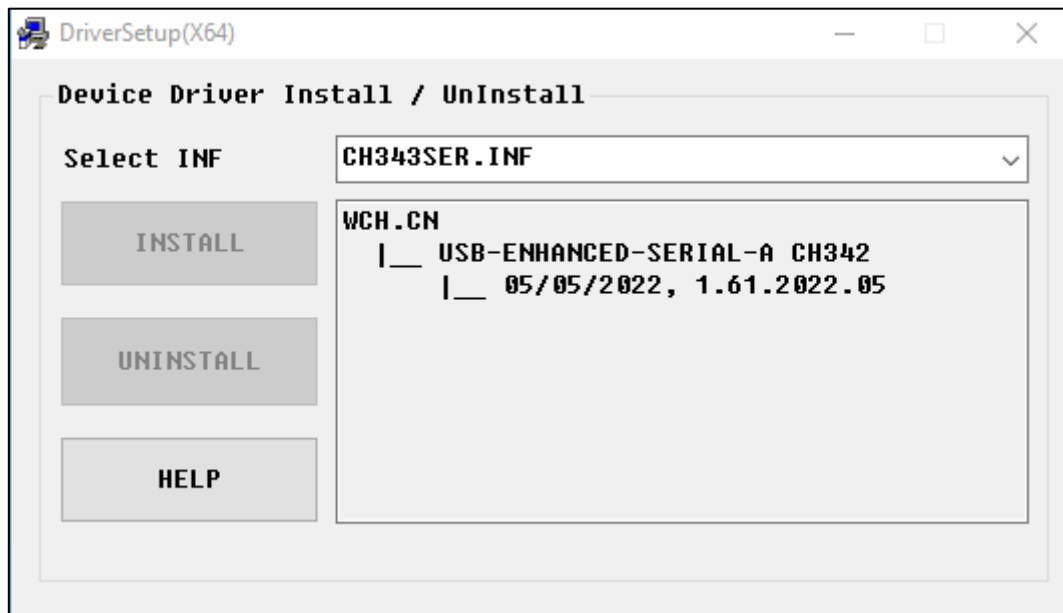 DriverSetup(X64)
Device Driver Install / UnInstall
Select INF
CH343SER.INF
INSTALL
UNINSTALL
HELP
WCH.CN
|__ USB-ENHANCED-SERIAL-A CH342
|__ 05/05/2022, 1.61.2022.05